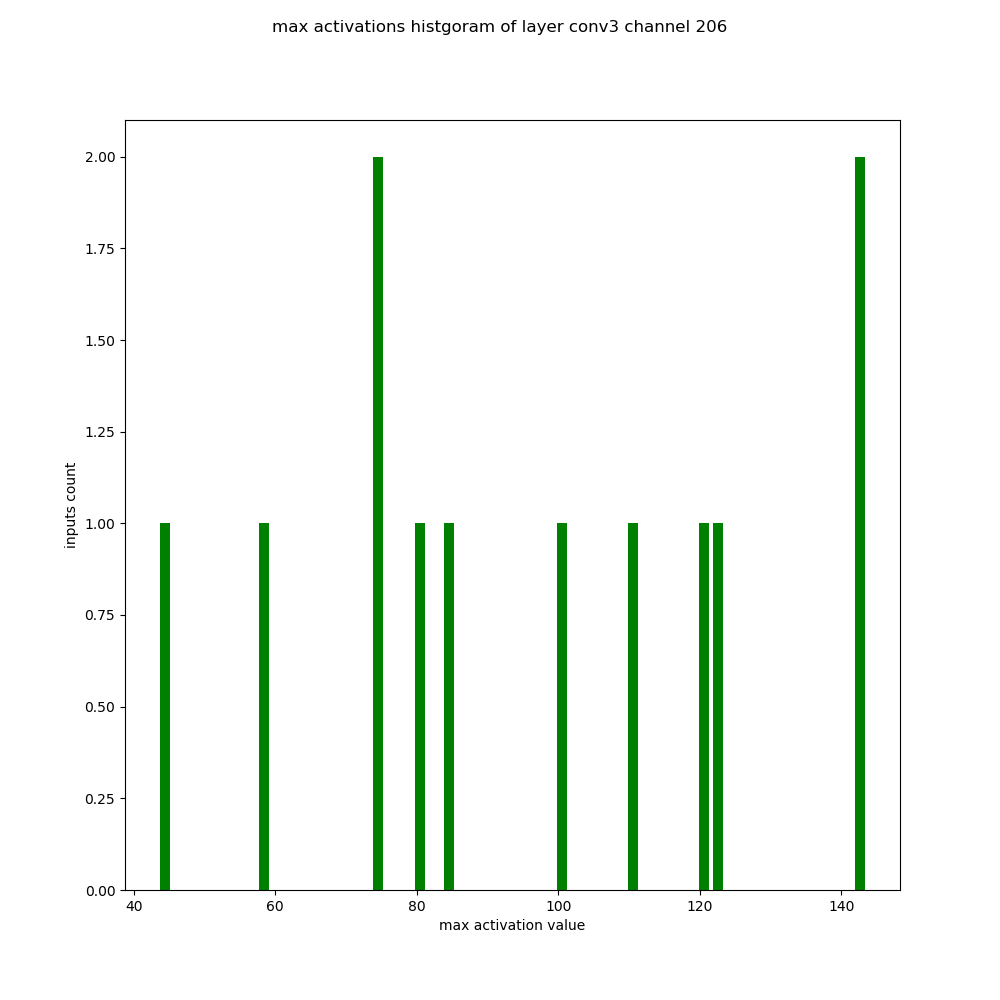 max activations histgoram of layer conv3 channel 206
2.00
1.75
1.50
1.25
1.00
0.75
0.50
0.25
0.00
inputs count
40 60 80 100 120 140
max activation value